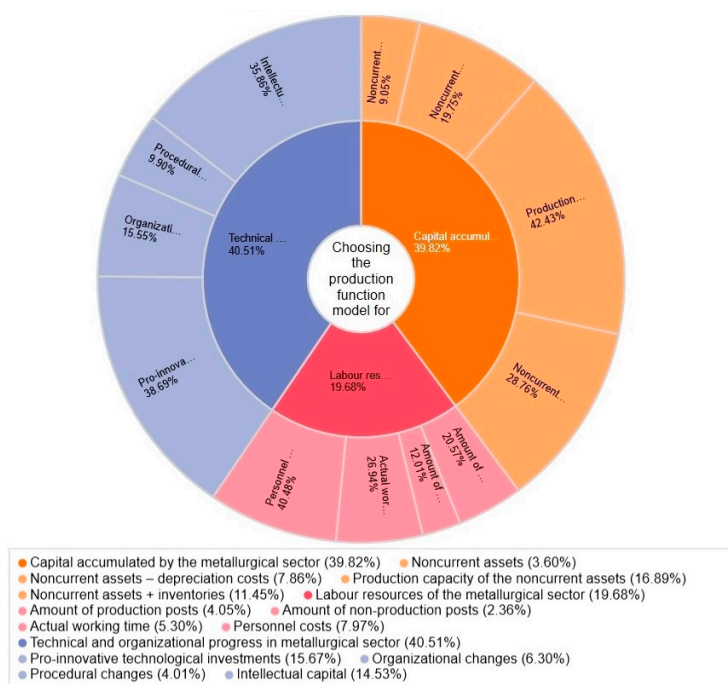 Intellectu...
35.86%
Noncurrent...
9.05%
Noncurrent...
19.75%
Procedural...
9.90%
Production...
42.43%
Organizati...
15.55%
Technical ...
40.51%
Choosing
the
production
function
model for
Capital accumul...
39.82%
Pro-innova...
38.69%
Labour res...
19.68%
Noncurrent...
28.76%
Personnel ...
40.48%
Actual wor...
26.94%
Amount of ...
12.01%
Amount of ...
20.57%
Capital accumulated by the metallurgical sector (39.82%) Noncurrent assets (3.60%)
Noncurrent assets – depreciation costs (7.86%) Production capacity of the noncurrent assets (16.89%)
Noncurrent assets + inventories (11.45%) Labour resources of the metallurgical sector (19.68%)
Amount of production posts (4.05%) Amount of non-production posts (2.36%)
Actual working time (5.30%) Personnel costs (7.97%)
Technical and organizational progress in metallurgical sector (40.51%)
Pro-innovative technological investments (15.67%) Organizational changes (6.30%)
Procedural changes (4.01%) Intellectual capital (14.53%)